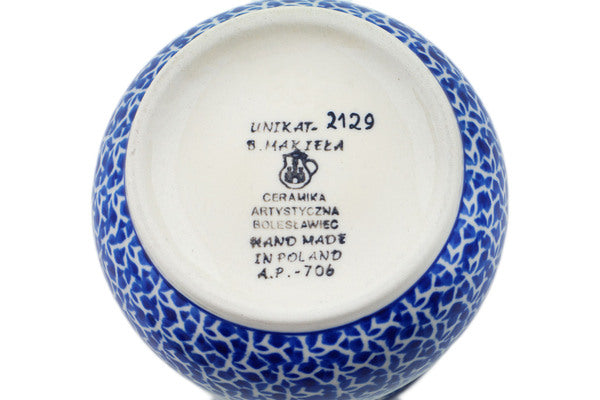 UNIKAT- 2129
B. MAKIEŁA
CERAMIKA
ARTYSTYCZNA
BOLESŁAWIEC
HAND MADE
IN POLAND
A.P.-706